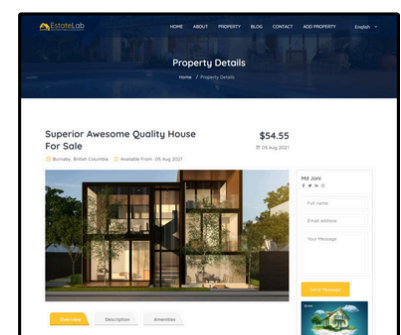 EstateLab
HOME ABOUT PROPERTY BLOG CONTACT ADD PROPERTY English
Property Details
Home / Property Details
Superior Awesome Quality House
For Sale
$54.55
Burnaby, British Columbia Available From 05 Aug 2021
05 Aug 2021
Md Joni
Full name
Email address
Your Message
Send Message
Overview Description Amenities